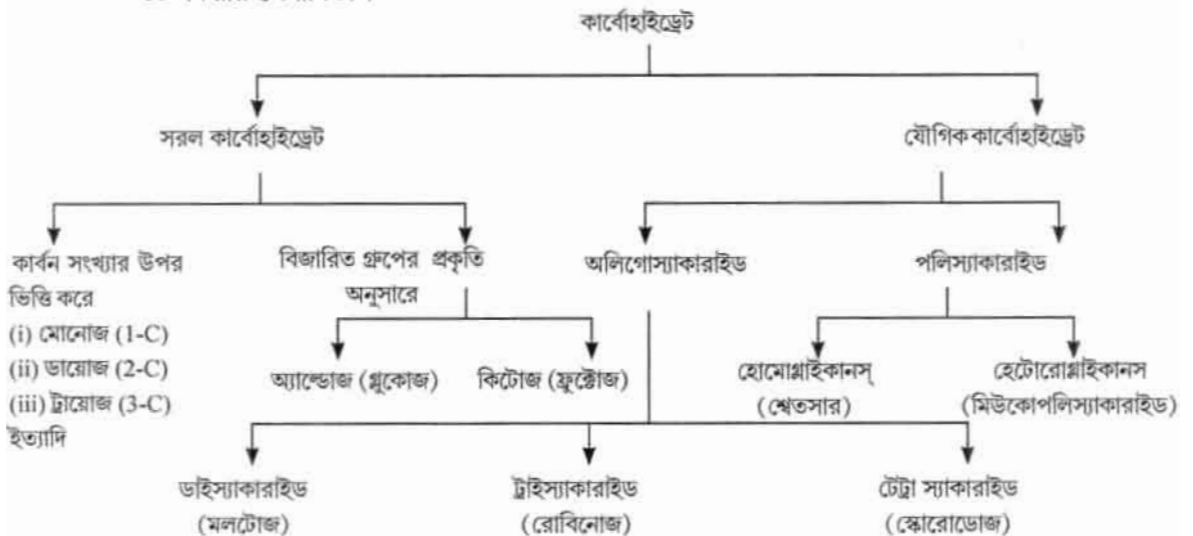 কার্বোহাইড্রেট
সরল কার্বোহাইড্রেট
যৌগিক কার্বোহাইড্রেট
কার্বন সংখ্যার উপর
ভিত্তি করে
(i) মোনোজ (1-C)
(ii) ডায়োজ (2-C)
(iii) ট্রায়োজ (3-C)
ইত্যাদি
বিজারিত গ্রুপের প্রকৃতি
অনুসারে
অ্যাল্ডোজ (গ্লুকোজ)
কিটোজ (ফ্রুক্টোজ)
অলিগোস্যাকারাইড
পলিস্যাকারাইড
হোমোগ্লাইকানস্
(শ্বেতসার)
হেটোরোগ্লাইকানস
(মিউকোপলিস্যাকারাইড)
ডাইস্যাকারাইড
(মলটোজ)
ট্রাইস্যাকারাইড
(রোবিনোজ)
টেট্রা স্যাকারাইড
(স্কোরোডোজ)